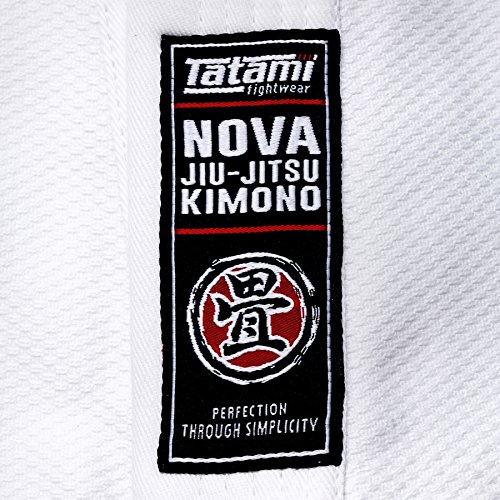 Tatami
fightwear
NOVA
JIU-JITSU
KIMONO
畳
PERFECTION
THROUGH SIMPLICITY